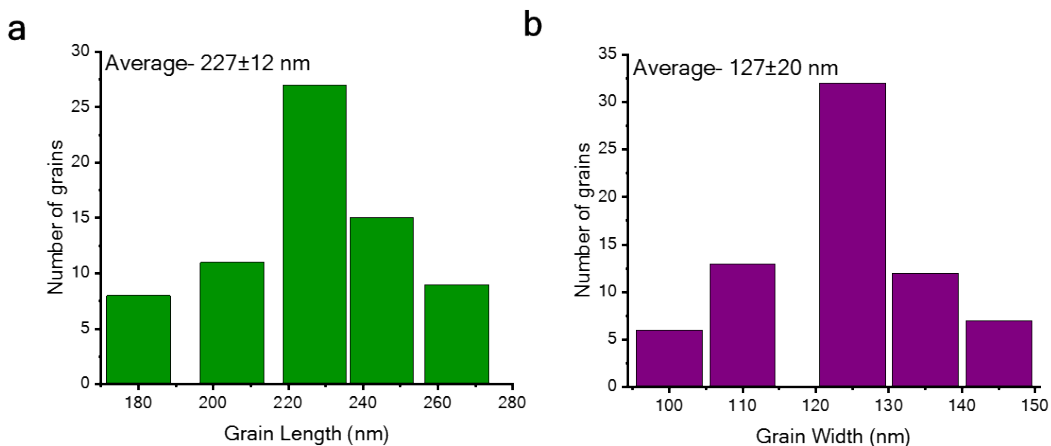 a
Average- 227±12 nm
Number of grains
30
25
20
15
10
5
0
180 200 220 240 260 280
Grain Length (nm)
b
Average- 127±20 nm
Number of grains
35
30
25
20
15
10
5
0
100 110 120 130 140 150
Grain Width (nm)